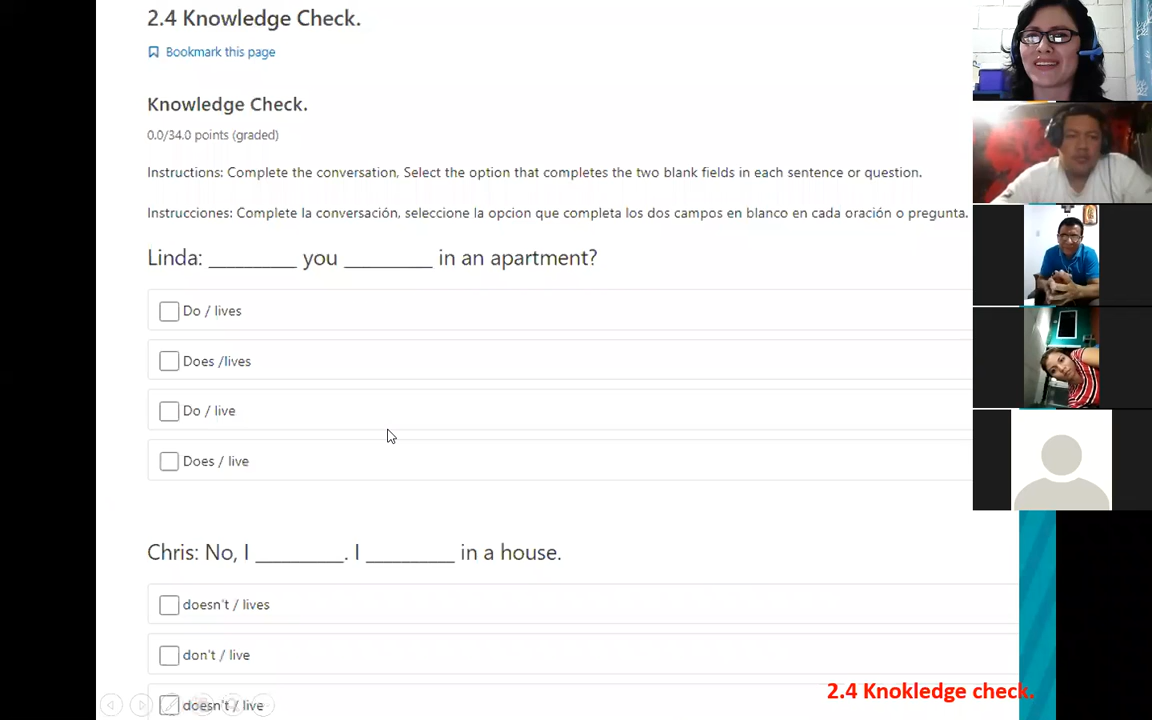 2.4 Knowledge Check.
Bookmark this page
Knowledge Check.
0.0/34.0 points (graded)
Instructions: Complete the conversation, Select the option that completes the two blank fields in each sentence or question.
Instrucciones: Complete la conversación, seleccione la opcion que completa los dos campos en blanco en cada oración o pregunta.
Linda: _________ you _________ in an apartment?
Do / lives
Does /lives
Do / live
Does / live
Chris: No, I _________. I _________ in a house.
doesn't / lives
don't / live
doesn't / live
2.4 Knokledge check.